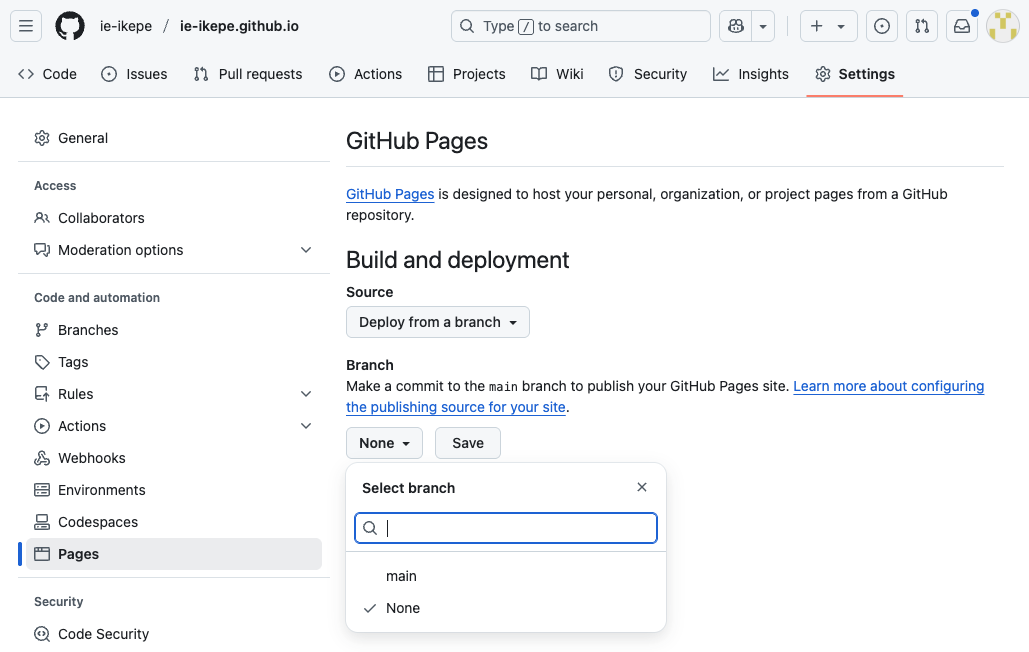 ie-ikepe / ie-ikepe.github.io
Type / to search
Code
Issues
Pull requests
Actions
Projects
Wiki
Security
Insights
Settings
General
Access
Collaborators
Moderation options
Code and automation
Branches
Tags
Rules
Actions
Webhooks
Environments
Codespaces
Pages
Security
Code Security
GitHub Pages
GitHub Pages is designed to host your personal, organization, or project pages from a GitHub
repository.
Build and deployment
Source
Deploy from a branch
Branch
Make a commit to the main branch to publish your GitHub Pages site. Learn more about configuring
the publishing source for your site.
None
Save
Select branch
main
None